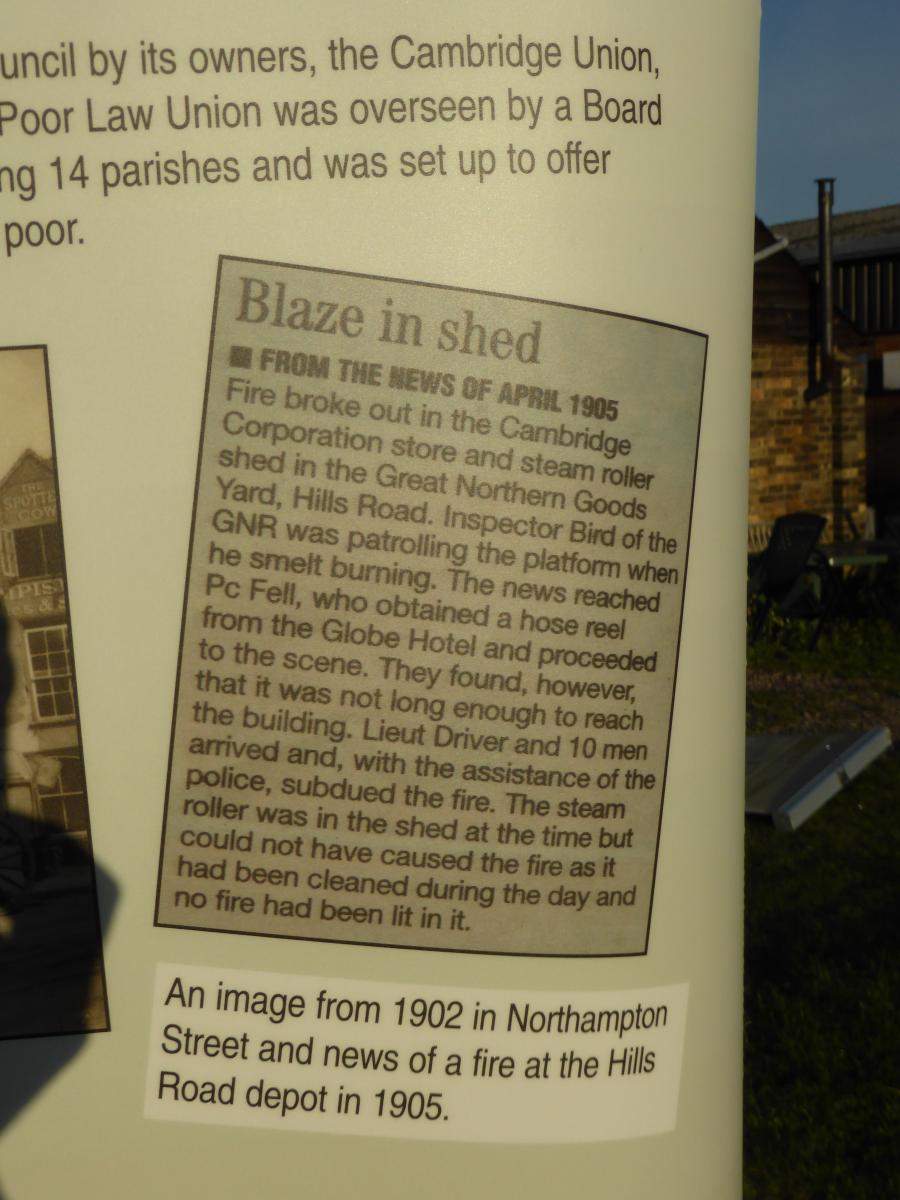 uncil by its owners, the Cambridge Union,
Poor Law Union was overseen by a Board
ng 14 parishes and was set up to offer
poor.
Blaze in shed
■ FROM THE NEWS OF APRIL 1905
Fire broke out in the Cambridge
Corporation store and steam roller
shed in the Great Northern Goods
Yard, Hills Road. Inspector Bird of the
GNR was patrolling the platform when
he smelt burning. The news reached
Pc Fell, who obtained a hose reel
from the Globe Hotel and proceeded
to the scene. They found, however,
that it was not long enough to reach
the building. Lieut Driver and 10 men
arrived and, with the assistance of the
police, subdued the fire. The steam
roller was in the shed at the time but
could not have caused the fire as it
had been cleaned during the day and
no fire had been lit in it.
THE
SPOTTE
COW
An image from 1902 in Northampton
Street and news of a fire at the Hills
Road depot in 1905.